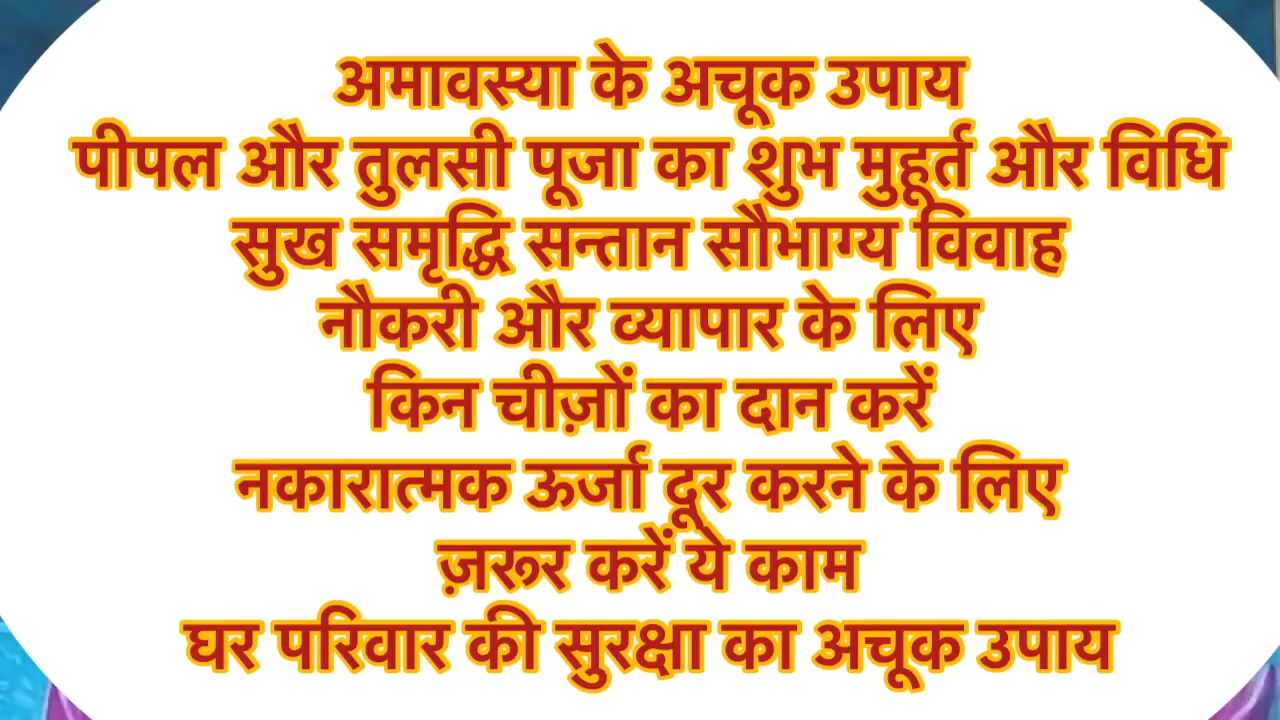 अमावस्या के अचूक उपाय
पीपल और तुलसी पूजा का शुभ मुहूर्त और विधि
सुख समृद्धि सन्तान सौभाग्य विवाह
नौकरी और व्यापार के लिए
किन चीज़ों का दान करें
नकारात्मक ऊर्जा दूर करने के लिए
ज़रूर करें ये काम
घर परिवार की सुरक्षा का अचूक उपाय